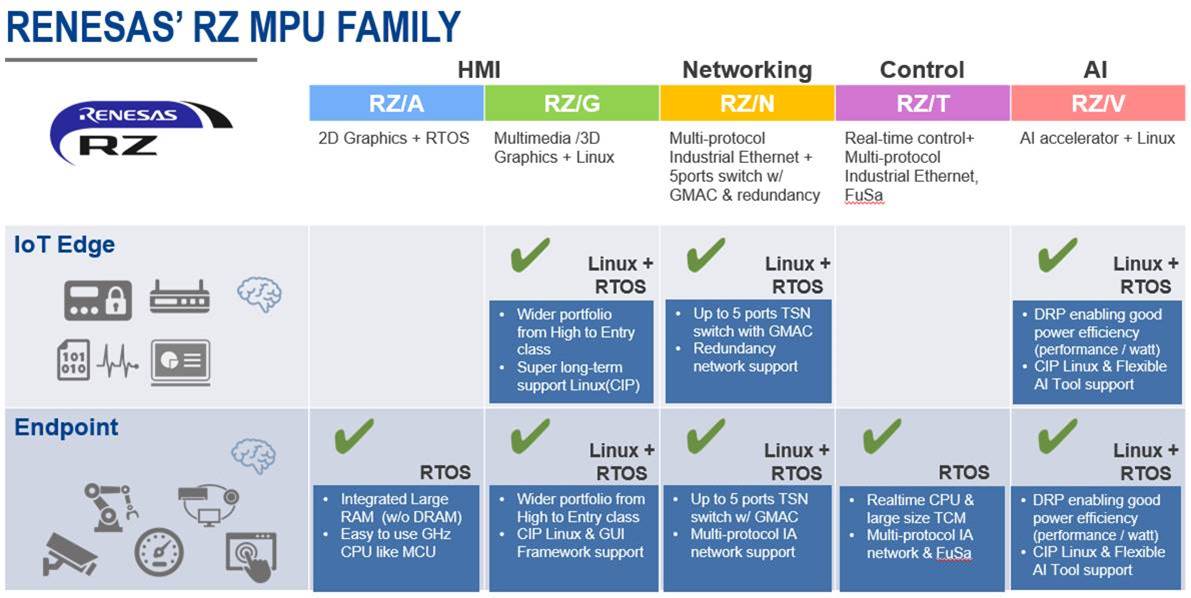 RENESAS' RZ MPU FAMILY
HMI
Networking
Control
AI
RENESAS
RZ
RZ/A
RZ/G
RZ/N
RZ/T
RZ/V
2D Graphics + RTOS
Multimedia /3D
Graphics + Linux
Multi-protocol
Industrial Ethernet +
5ports switch w/
GMAC & redundancy
Real-time control+
Multi-protocol
Industrial Ethernet,
FuSa
AI accelerator + Linux
IoT Edge
101
010
Linux +
RTOS
• Wider portfolio
from High to Entry
class
• Super long-term
support Linux(CIP)
Linux +
RTOS
• Up to 5 ports TSN
switch with GMAC
• Redundancy
network support
Linux +
RTOS
• DRP enabling good
power efficiency
(performance / watt)
• CIP Linux & Flexible
AI Tool support
Endpoint
RTOS
• Integrated Large
RAM (w/o DRAM)
• Easy to use GHz
CPU like MCU
Linux +
RTOS
• Wider portfolio from
High to Entry class
• CIP Linux & GUI
Framework support
Linux +
RTOS
• Up to 5 ports TSN
switch w/ GMAC
• Multi-protocol IA
network support
RTOS
• Realtime CPU &
large size TCM
• Multi-protocol IA
network & FuSa
Linux +
RTOS
• DRP enabling good
power efficiency
(performance / watt)
• CIP Linux & Flexible
AI Tool support